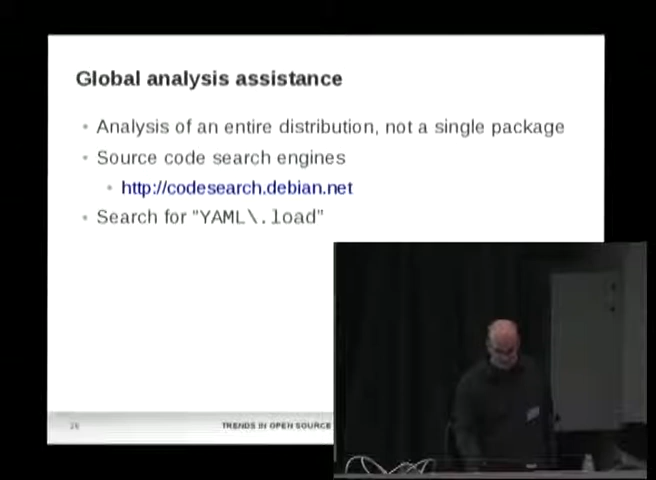 Global analysis assistance
• Analysis of an entire distribution, not a single package
• Source code search engines
• http://codesearch.debian.net
• Search for "YAML\.load"
26
TRENDS IN OPEN SOURCE